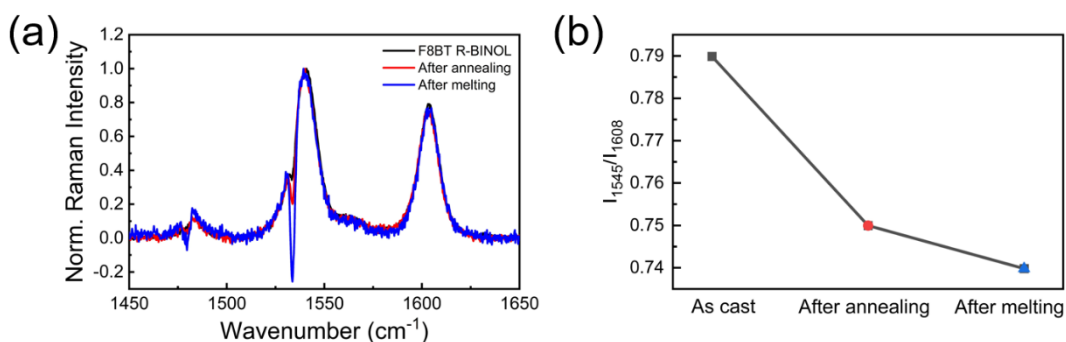 (a)
Norm. Raman Intensity
1.2
1.0
0.8
0.6
0.4
0.2
0.0
-0.2
F8BT R-BINOL
After annealing
After melting
1450 1500 1550 1600 1650
Wavenumber (cm⁻¹)
(b)
I₁₅₄₅/I₁₆₀₈
0.79
0.78
0.77
0.76
0.75
0.74
As cast After annealing After melting